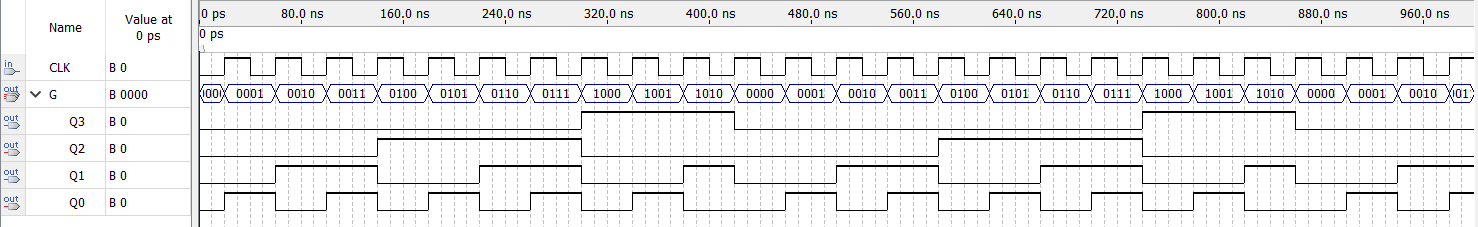 Name
Value at
0 ps
0 ps 80.0 ns 160.0 ns 240.0 ns 320.0 ns 400.0 ns 480.0 ns 560.0 ns 640.0 ns 720.0 ns 800.0 ns 880.0 ns 960.0 ns
0 ps
in CLK B 0
out G B 0000 0001 0010 0011 0100 0101 0110 0111 1000 1001 1010 0000 0001 0010 0011 0100 0101 0110 0111 1000 1001 1010 0000 0001 0010
out Q3 B 0
out Q2 B 0
out Q1 B 0
out Q0 B 0